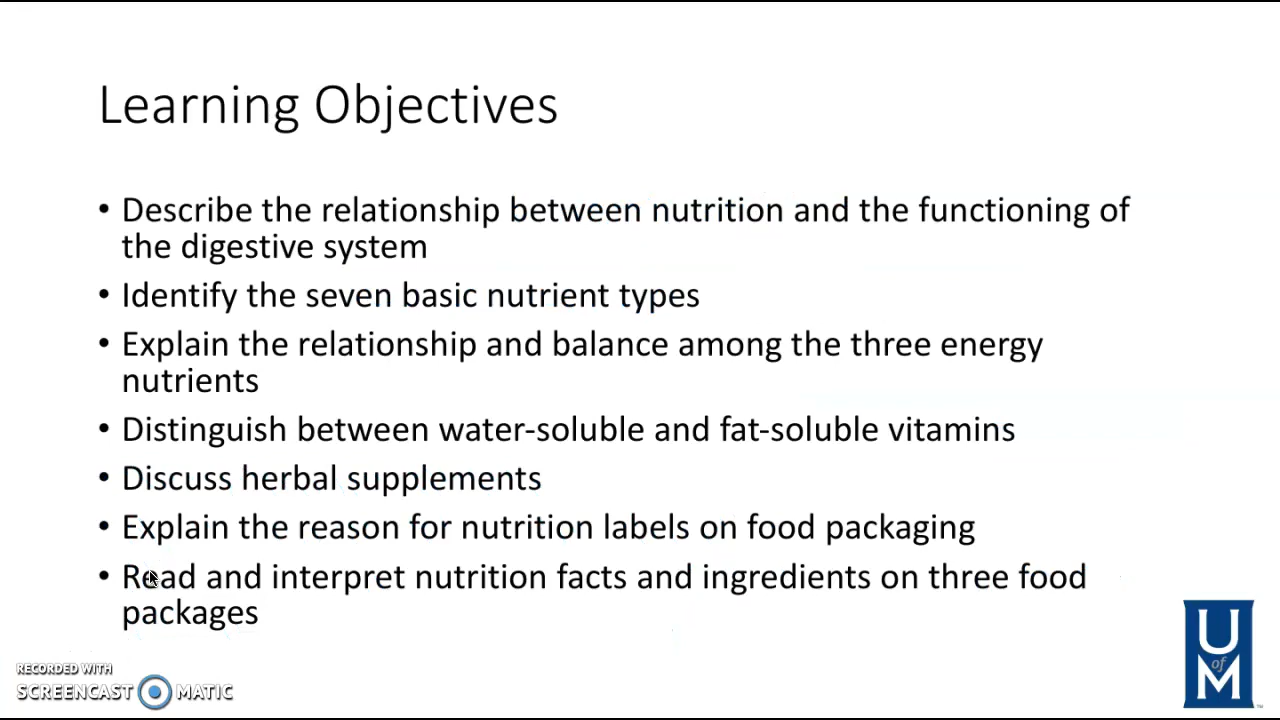 Learning Objectives
• Describe the relationship between nutrition and the functioning of
the digestive system
• Identify the seven basic nutrient types
• Explain the relationship and balance among the three energy
nutrients
• Distinguish between water-soluble and fat-soluble vitamins
• Discuss herbal supplements
• Explain the reason for nutrition labels on food packaging
• Read and interpret nutrition facts and ingredients on three food
packages
RECORDED WITH
SCREENCAST MATIC
U
of
M
TM